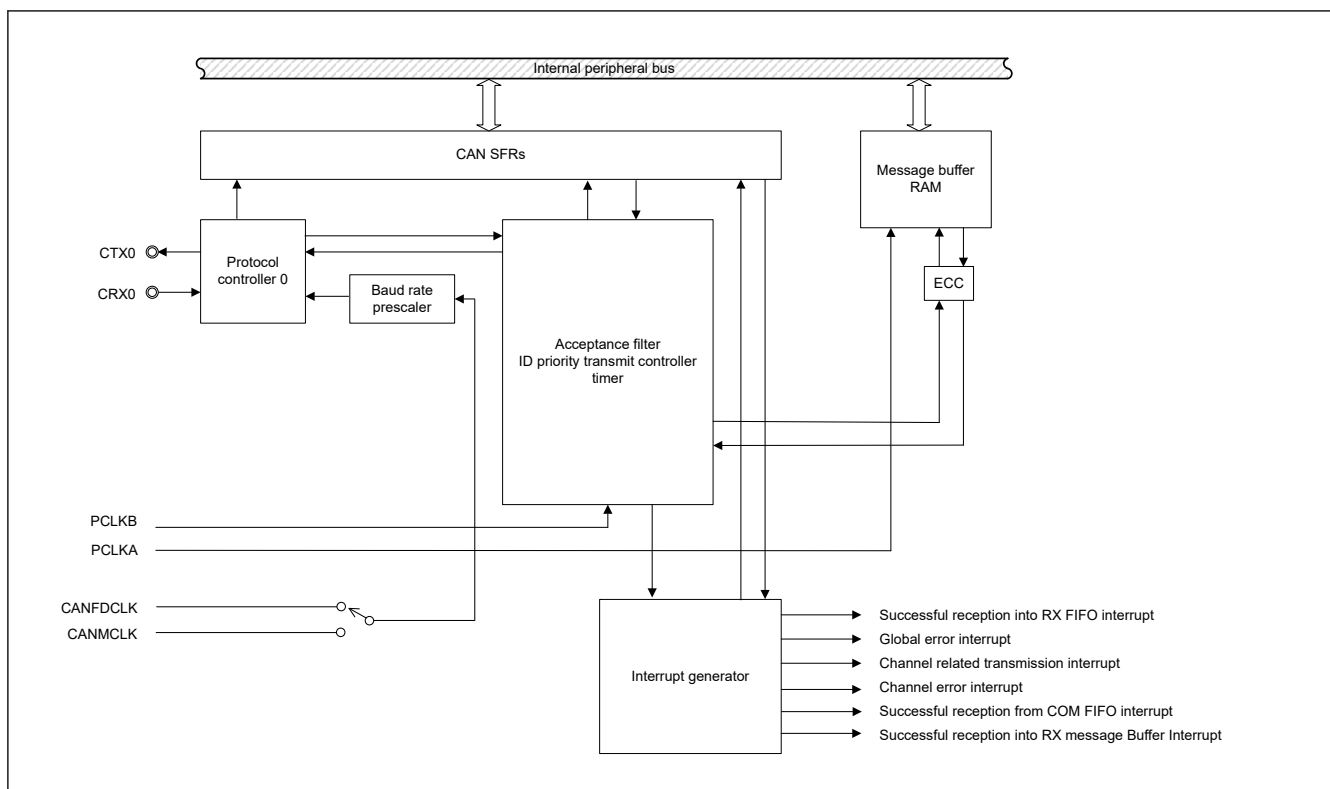 Internal peripheral bus
CAN SFRs
Message buffer
RAM
CTX0
CRX0
Protocol
controller 0
Baud rate
prescaler
ECC
Acceptance filter
ID priority transmit controller
timer
PCLKB
PCLKA
CANFDCLK
CANMCLK
Interrupt generator
Successful reception into RX FIFO interrupt
Global error interrupt
Channel related transmission interrupt
Channel error interrupt
Successful reception from COM FIFO interrupt
Successful reception into RX message Buffer Interrupt